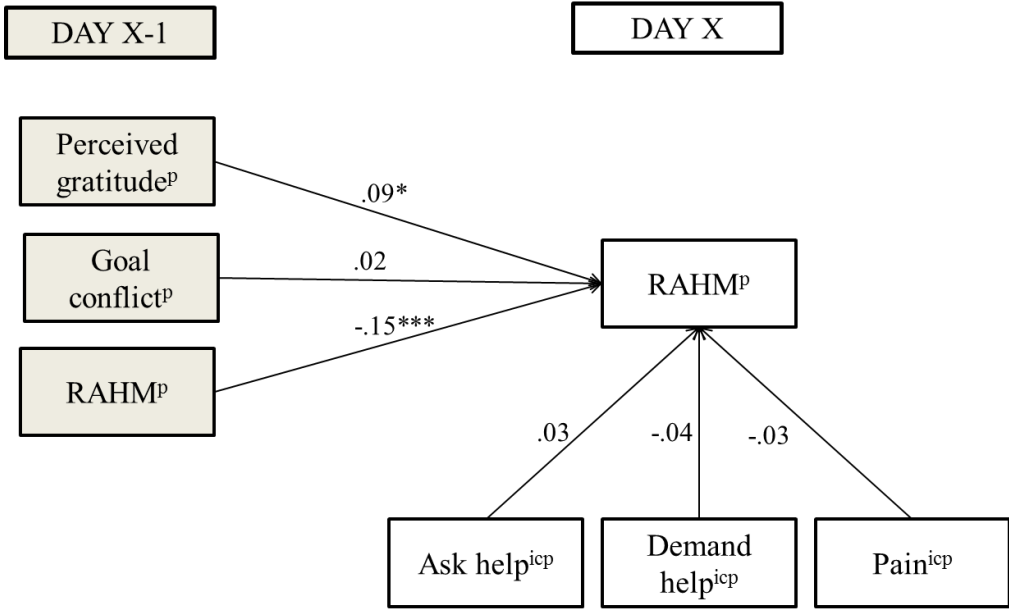 DAY X-1
DAY X
Perceived
gratitudeᵖ
.09*
Goal
conflictᵖ
.02
RAHMᵖ
-.15***
RAHMᵖ
.03
-.04
-.03
Ask helpⁱᶜᵖ
Demand
helpⁱᶜᵖ
Painⁱᶜᵖ